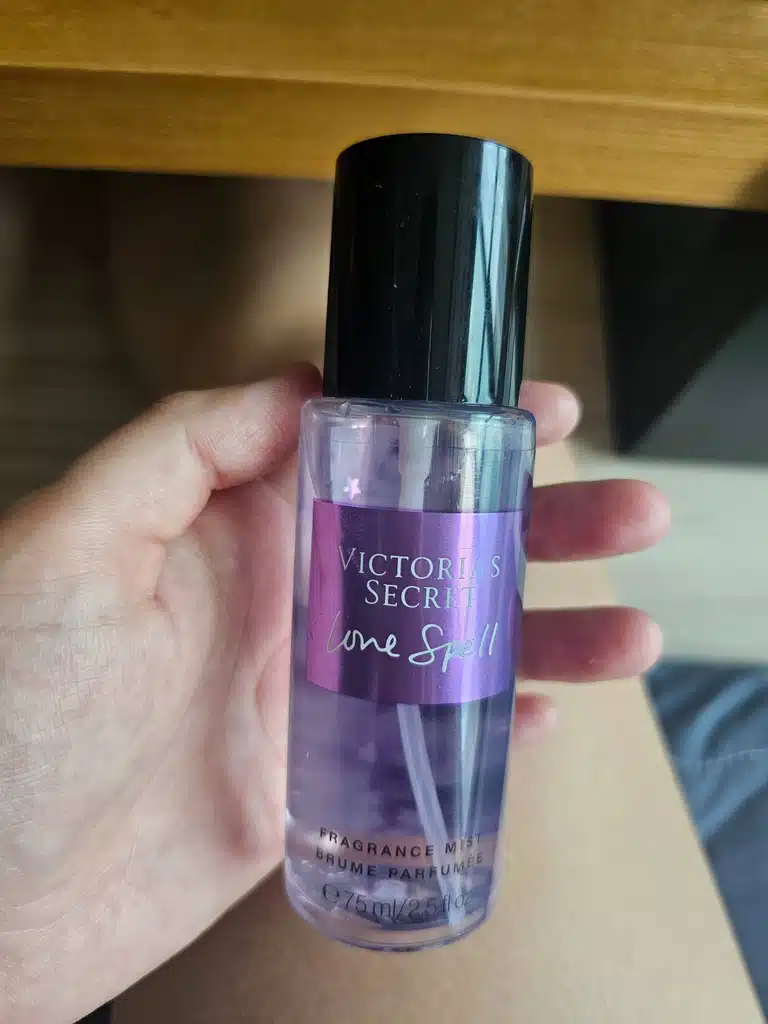 VICTORIA'S
SECRET
Love Spell
FRAGRANCE MIST
BRUME PARFUMÉE
℮75 ml/2.5 fl oz